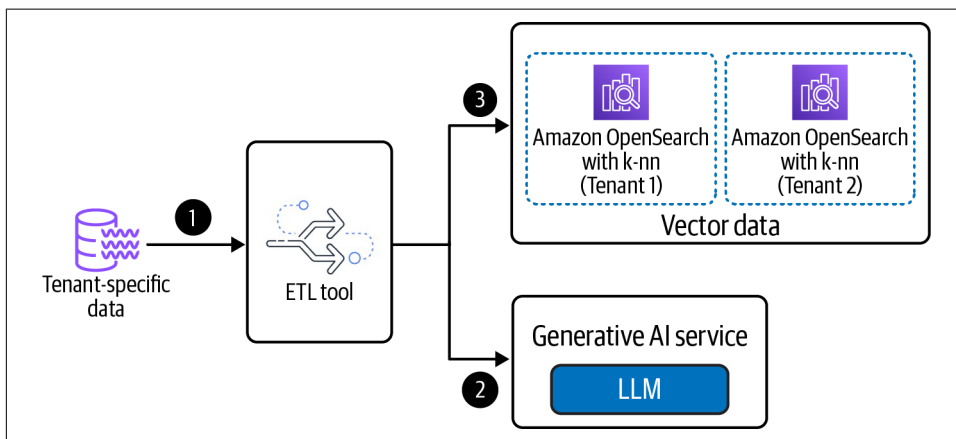 1
Tenant-specific
data
ETL tool
3
Amazon OpenSearch
with k-nn
(Tenant 1)
Amazon OpenSearch
with k-nn
(Tenant 2)
Vector data
2
Generative AI service
LLM